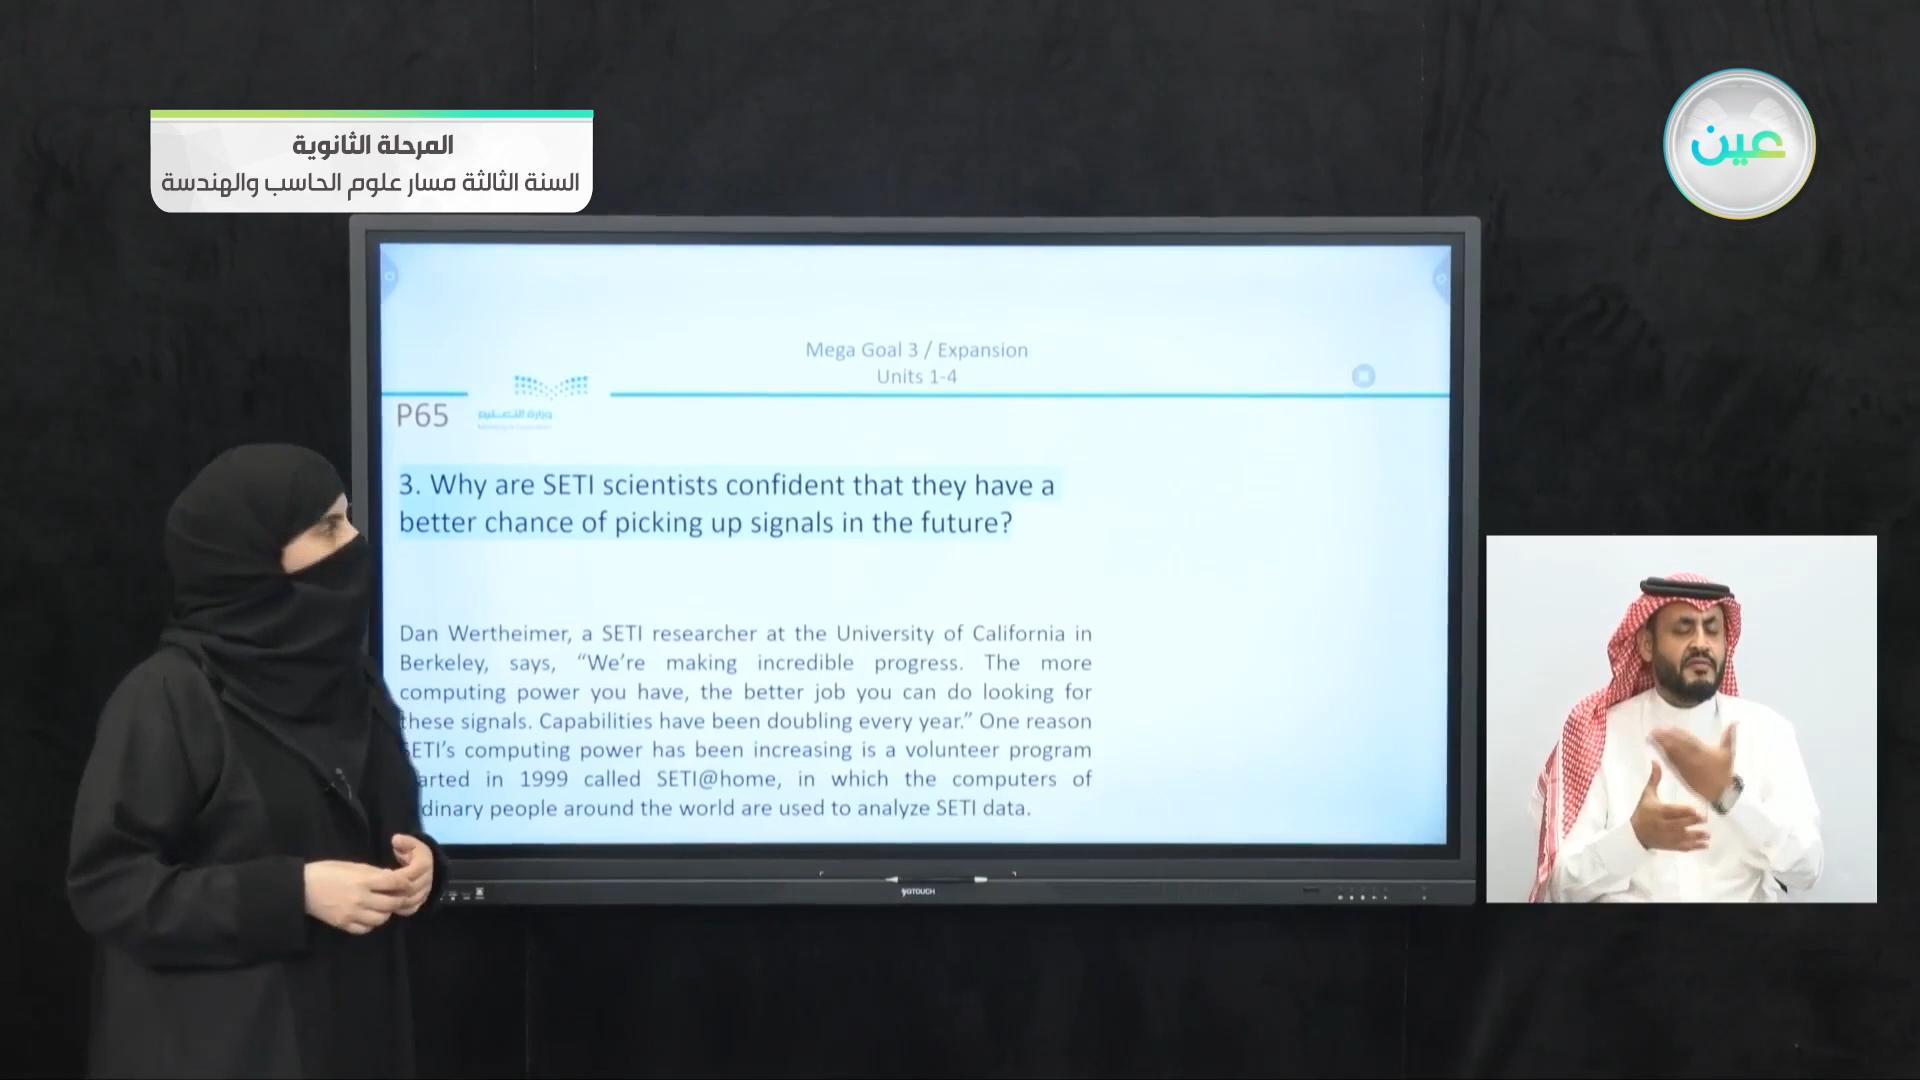 المرحلة الثانوية
السنة الثالثة مسار علوم الحاسب والهندسة
عين
Mega Goal 3 / Expansion
Units 1-4
وزارة التعليم
P65
3. Why are SETI scientists confident that they have a
better chance of picking up signals in the future?
Dan Wertheimer, a SETI researcher at the University of California in
Berkeley, says, “We’re making incredible progress. The more
computing power you have, the better job you can do looking for
these signals. Capabilities have been doubling every year.” One reason
SETI’s computing power has been increasing is a volunteer program
arted in 1999 called SETI@home, in which the computers of
dinary people around the world are used to analyze SETI data.